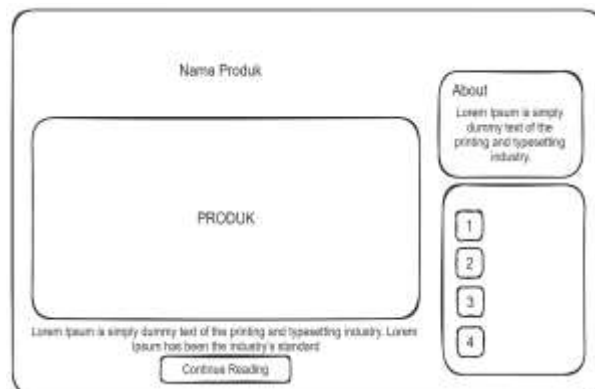 Nama Produk
PRODUK
Lorem Ipsum is simply dummy text of the printing and typesetting industry. Lorem
Ipsum has been the industry's standard
Continue Reading
About
Lorem Ipsum is simply
dummy text of the
printing and typesetting
industry.
1
2
3
4